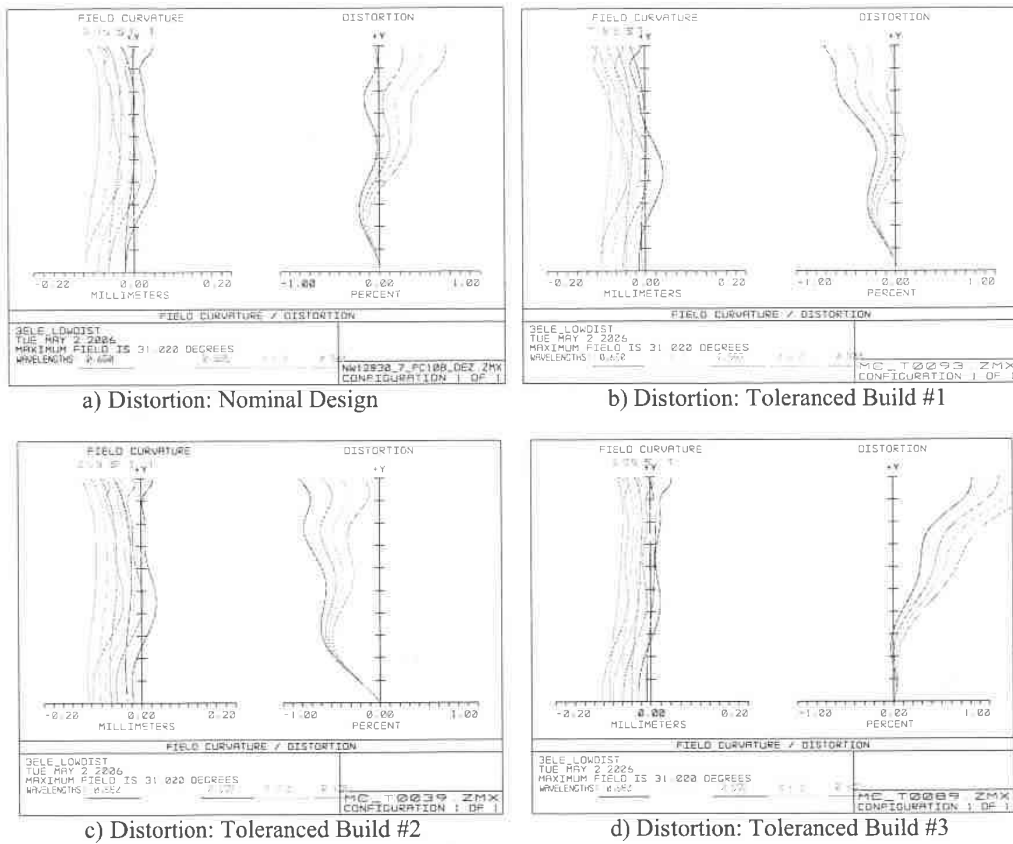 FIELD CURVATURE
DISTORTION
+Y
+Y
-0.20 0.00 0.20
MILLIMETERS
-1.00 0.00 1.00
PERCENT
FIELD CURVATURE / DISTORTION
3ELE_LOWDIST
TUE MAY 2 2006
MAXIMUM FIELD IS 31.000 DEGREES
WAVELENGTHS
CONFIGURATION 1 OF 1
a) Distortion: Nominal Design
FIELD CURVATURE
DISTORTION
+Y
+Y
-0.20 0.00 0.20
MILLIMETERS
-1.00 0.00 1.00
PERCENT
FIELD CURVATURE / DISTORTION
3ELE_LOWDIST
TUE MAY 2 2006
MAXIMUM FIELD IS 31.000 DEGREES
WAVELENGTHS
MC_T0093.ZMX
CONFIGURATION 1 OF
b) Distortion: Toleranced Build #1
FIELD CURVATURE
DISTORTION
+Y
+Y
-0.20 0.00 0.20
MILLIMETERS
-1.00 0.00 1.00
PERCENT
FIELD CURVATURE / DISTORTION
3ELE_LOWDIST
TUE MAY 2 2006
MAXIMUM FIELD IS 31.000 DEGREES
WAVELENGTHS
MC_T0039.ZMX
CONFIGURATION 1 OF 1
c) Distortion: Toleranced Build #2
FIELD CURVATURE
DISTORTION
+Y
+Y
-0.20 0.00 0.20
MILLIMETERS
-1.00 0.00 1.00
PERCENT
FIELD CURVATURE / DISTORTION
3ELE_LOWDIST
TUE MAY 2 2006
MAXIMUM FIELD IS 31.000 DEGREES
WAVELENGTHS
MC_T0089.ZMX
CONFIGURATION 1 OF 1
d) Distortion: Toleranced Build #3